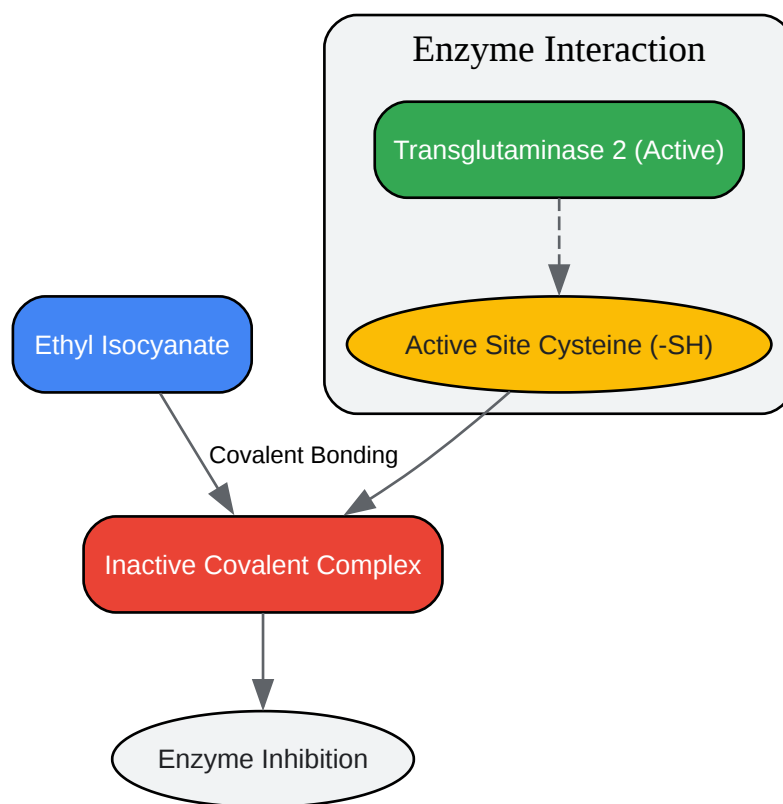 Enzyme Interaction
Transglutaminase 2 (Active)
Ethyl Isocyanate
Active Site Cysteine (-SH)
Covalent Bonding
Inactive Covalent Complex
Enzyme Inhibition